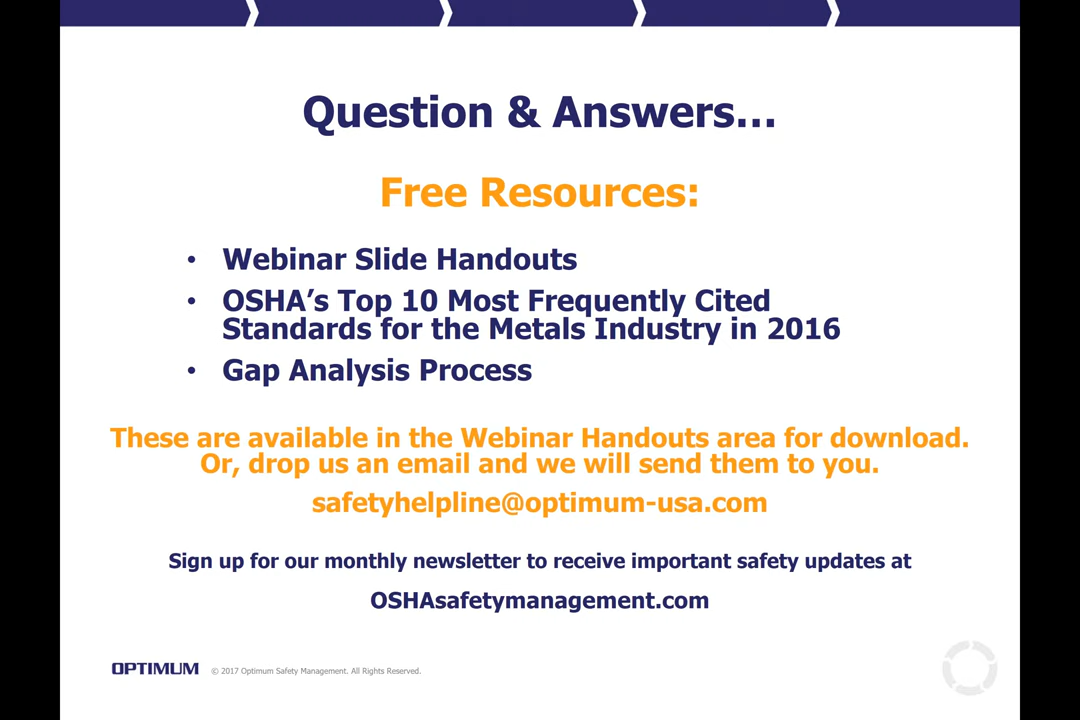 Question & Answers...
Free Resources:
• Webinar Slide Handouts
• OSHA’s Top 10 Most Frequently Cited
Standards for the Metals Industry in 2016
• Gap Analysis Process
These are available in the Webinar Handouts area for download.
Or, drop us an email and we will send them to you.
safetyhelpline@optimum-usa.com
Sign up for our monthly newsletter to receive important safety updates at
OSHAsafetymanagement.com
OPTIMUM © 2017 Optimum Safety Management. All Rights Reserved.